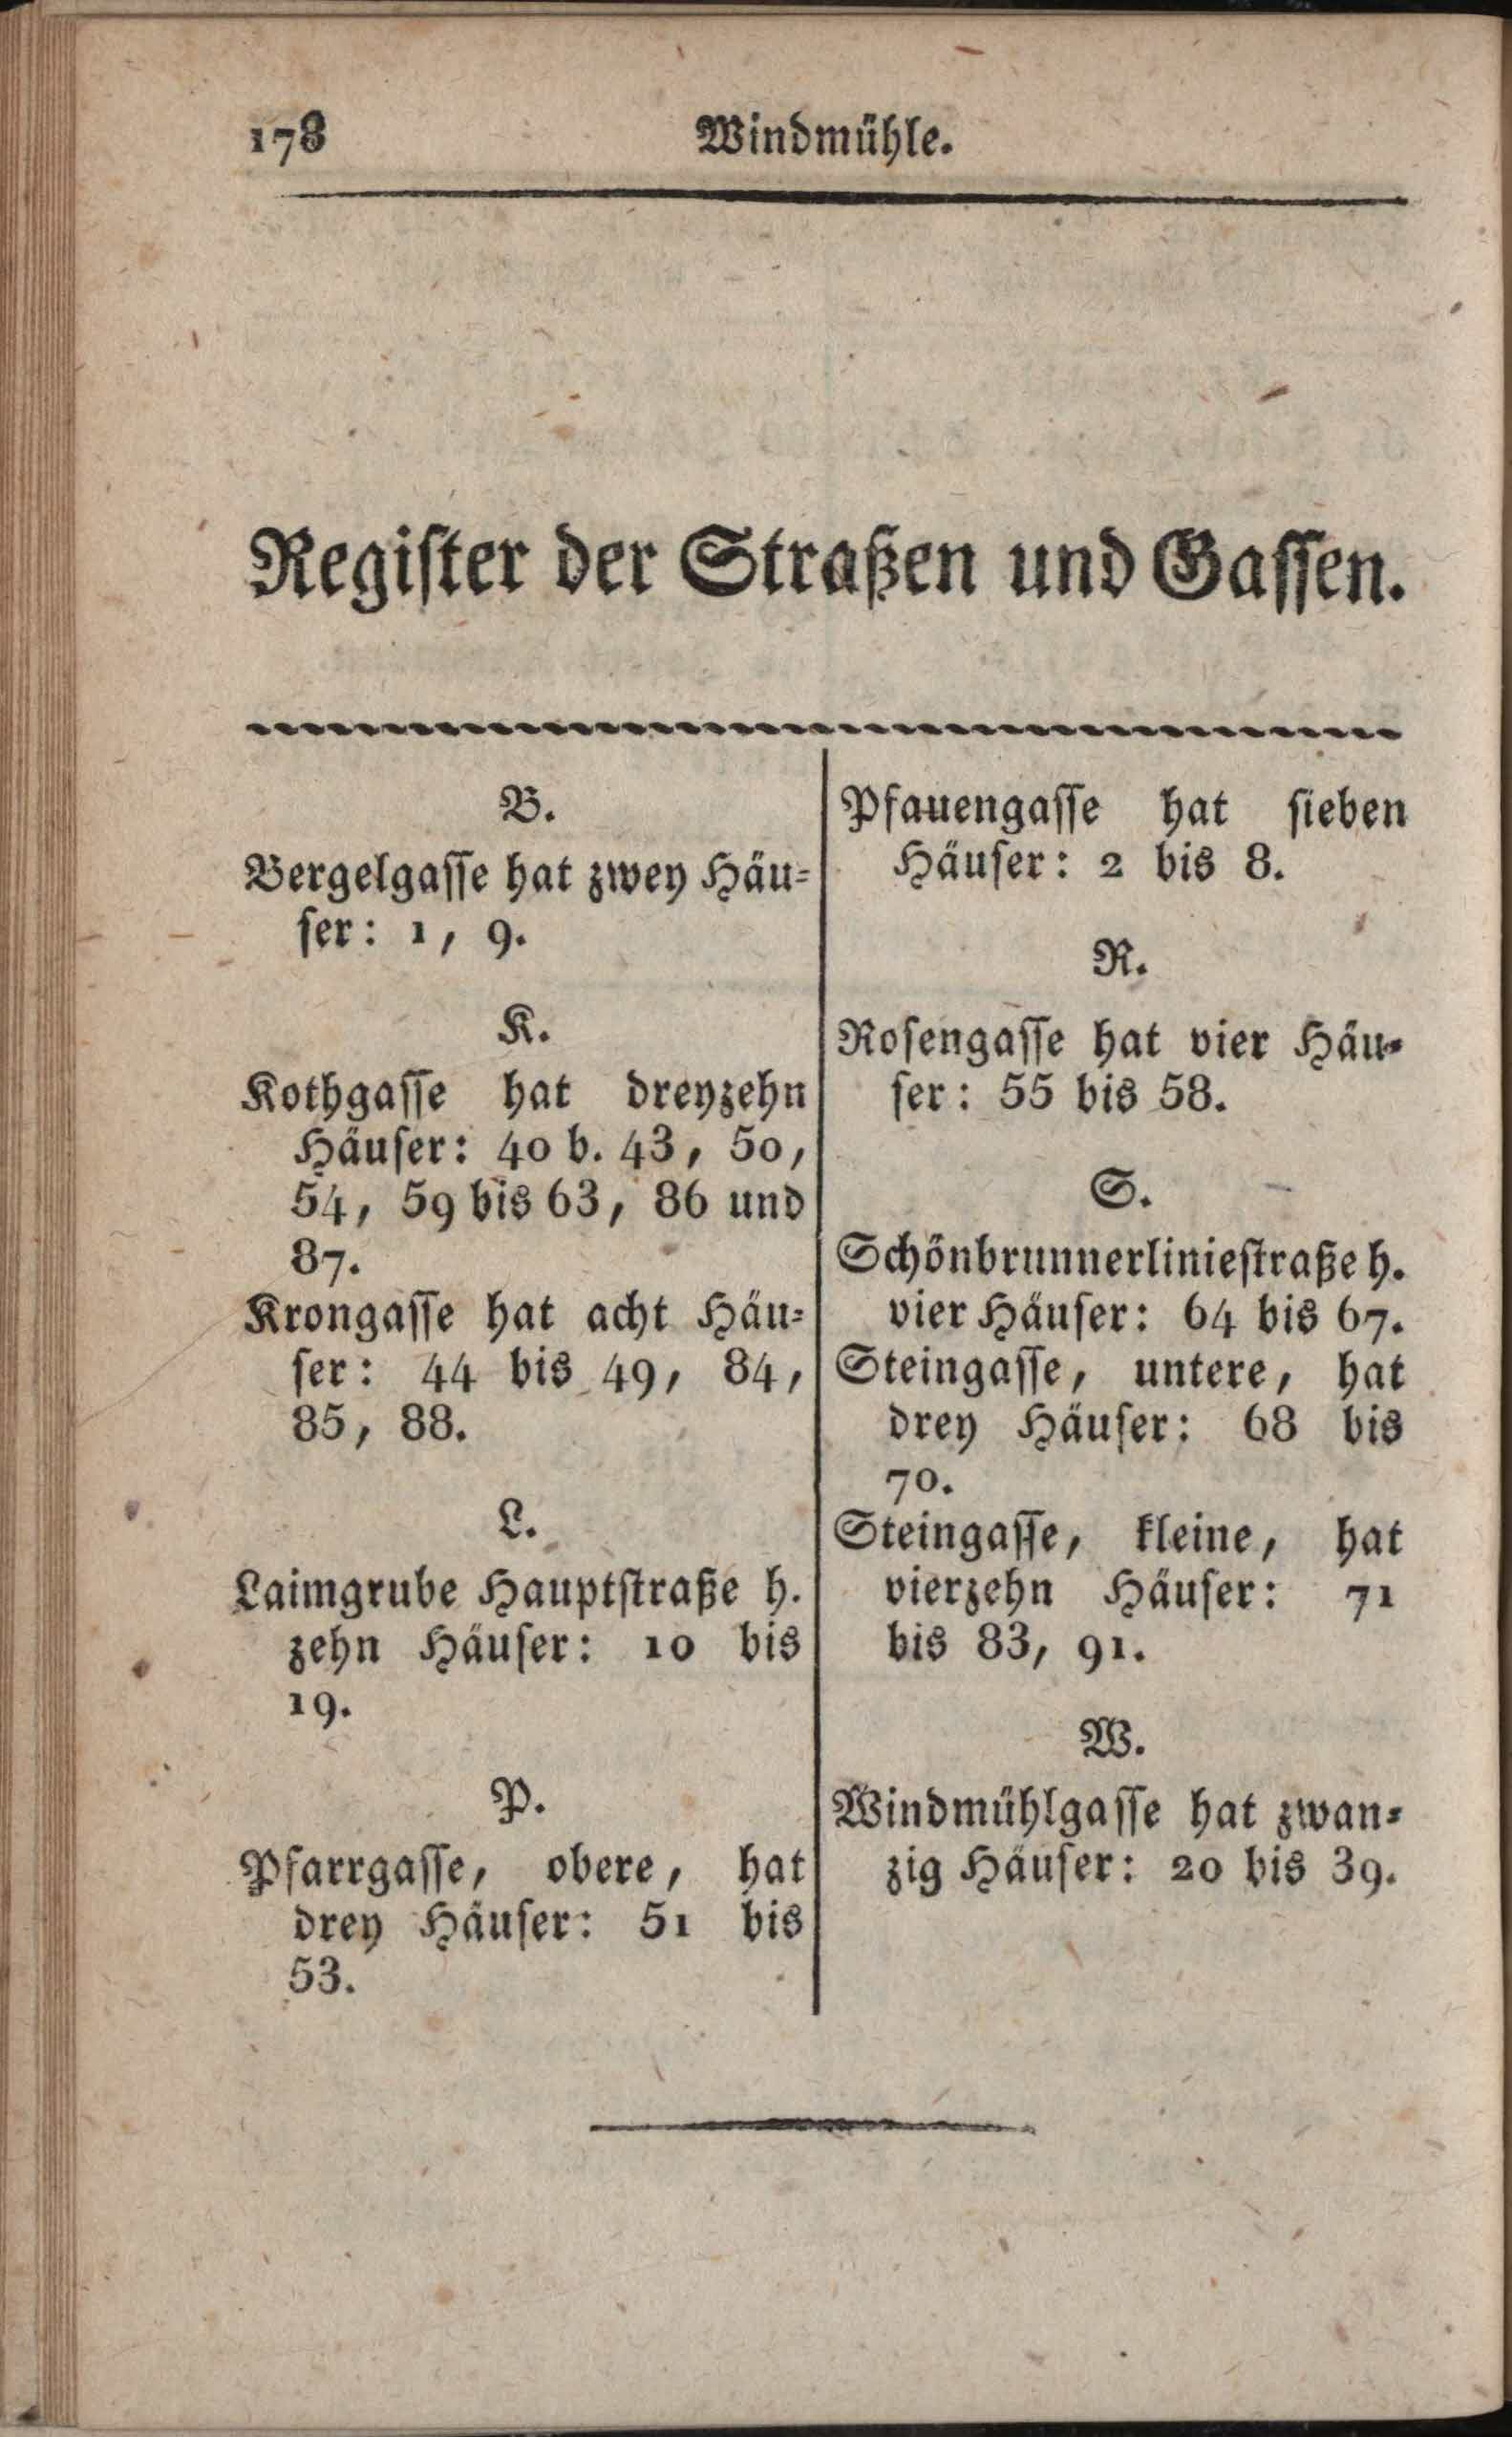 178
Windmühle.
Register der Straßen und Gassen.
B.
Bergelgasse hat zwey Häu-
ser: 1, 9.
K.
Kothgasse hat dreyzehn
Häuser: 40 b. 43, 50,
54, 59 bis 63, 86 und
87.
Krongasse hat acht Häu-
ser: 44 bis 49, 84,
85, 88.
L.
Laimgrube Hauptstraße h.
zehn Häuser: 10 bis
19.
P.
Pfarrgasse, obere, hat
drey Häuser: 51 bis
53.
Pfauengasse hat sieben
Häuser: 2 bis 8.
R.
Rosengasse hat vier Häu-
ser: 55 bis 58.
S.
Schönbrunnerliniestraße h.
vier Häuser: 64 bis 67.
Steingasse, untere, hat
drey Häuser: 68 bis
70.
Steingasse, kleine, hat
vierzehn Häuser: 71
bis 83, 91.
W.
Windmühlgasse hat zwan-
zig Häuser: 20 bis 39.